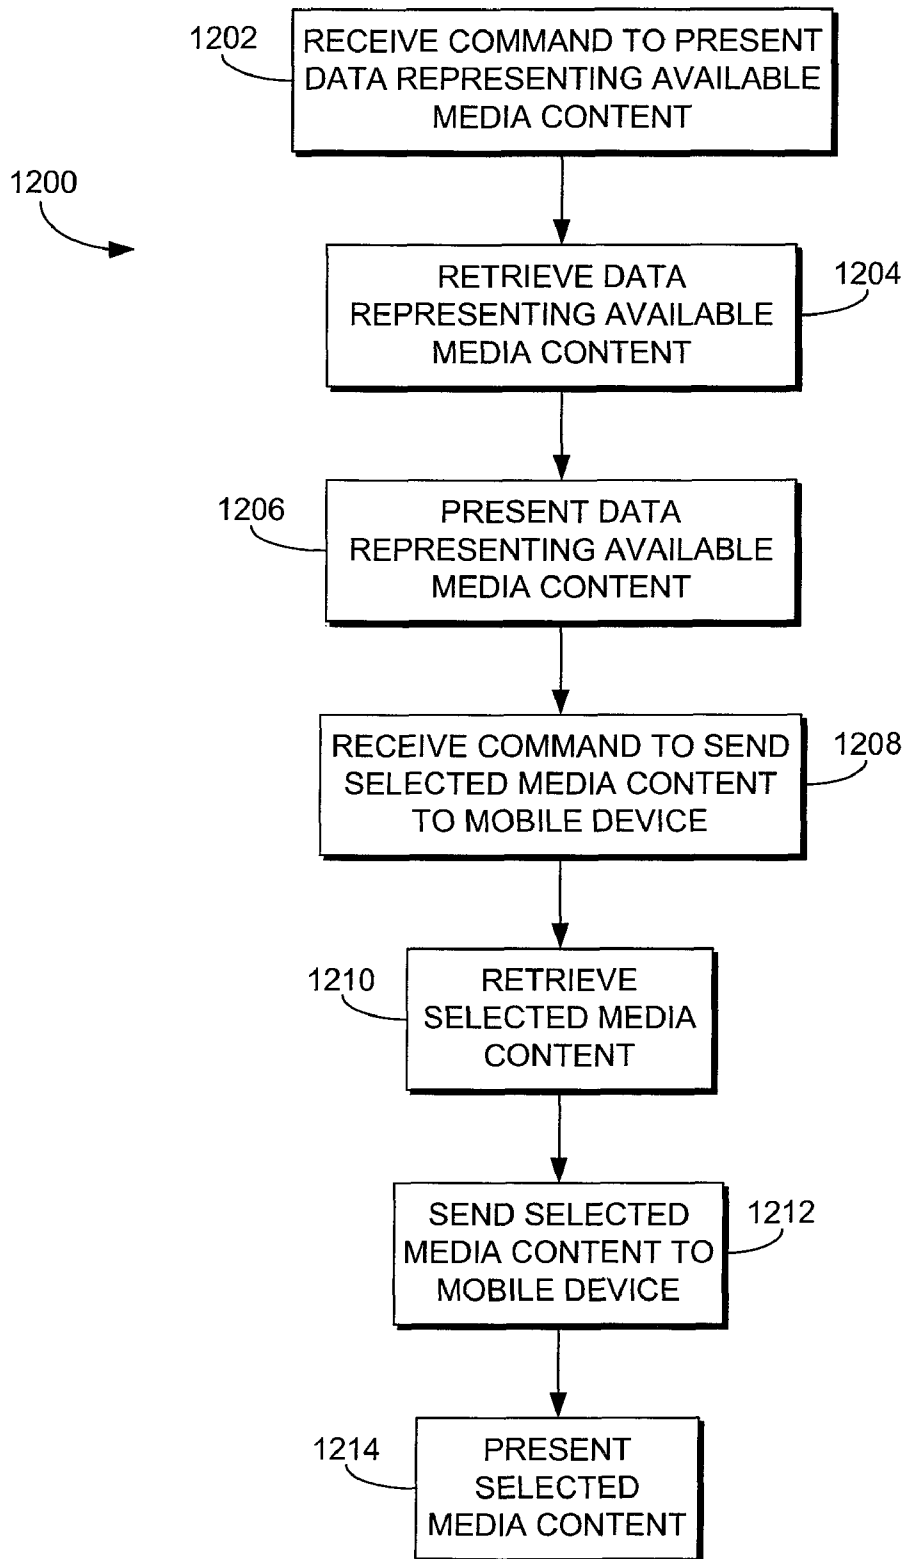 1202
RECEIVE COMMAND TO PRESENT
DATA REPRESENTING AVAILABLE
MEDIA CONTENT
1200
RETRIEVE DATA
REPRESENTING AVAILABLE
MEDIA CONTENT
1204
1206
PRESENT DATA
REPRESENTING AVAILABLE
MEDIA CONTENT
RECEIVE COMMAND TO SEND
SELECTED MEDIA CONTENT
TO MOBILE DEVICE
1208
1210
RETRIEVE
SELECTED MEDIA
CONTENT
SEND SELECTED
MEDIA CONTENT TO
MOBILE DEVICE
1212
1214
PRESENT
SELECTED
MEDIA CONTENT